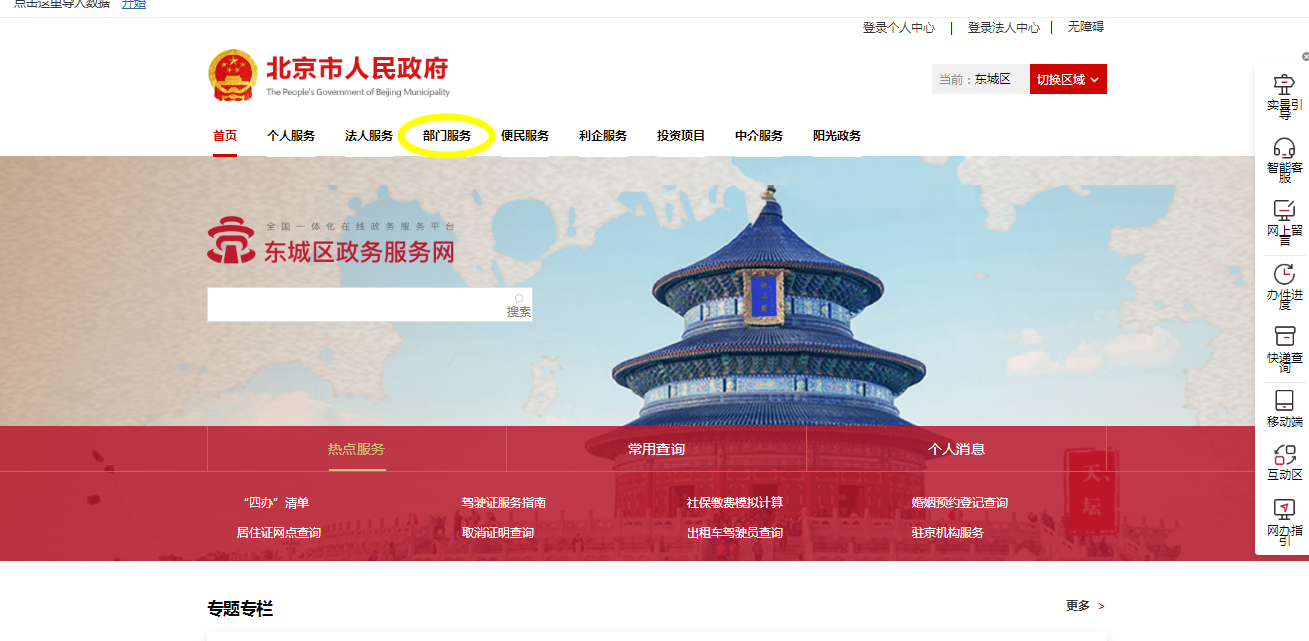 点击这里导入数据 开始
登录个人中心 | 登录法人中心 | 无障碍
北京市人民政府
The People's Government of Beijing Municipality
当前：东城区 切换区域
首页 个人服务 法人服务 部门服务 便民服务 利企服务 投资项目 中介服务 阳光政务
全国一体化在线政务服务平台
东城区政务服务网
搜索
热点服务 常用查询 个人消息
“四办”清单 驾驶证服务指南 社保缴费模拟计算 婚姻预约登记查询
居住证网点查询 取消证明查询 出租车驾驶员查询 驻京机构服务
天坛
专题专栏 更多 >
实景引
导
智能客
服
网上留
言
办件进
度
快递查
询
移动端
互动区
网办指
引